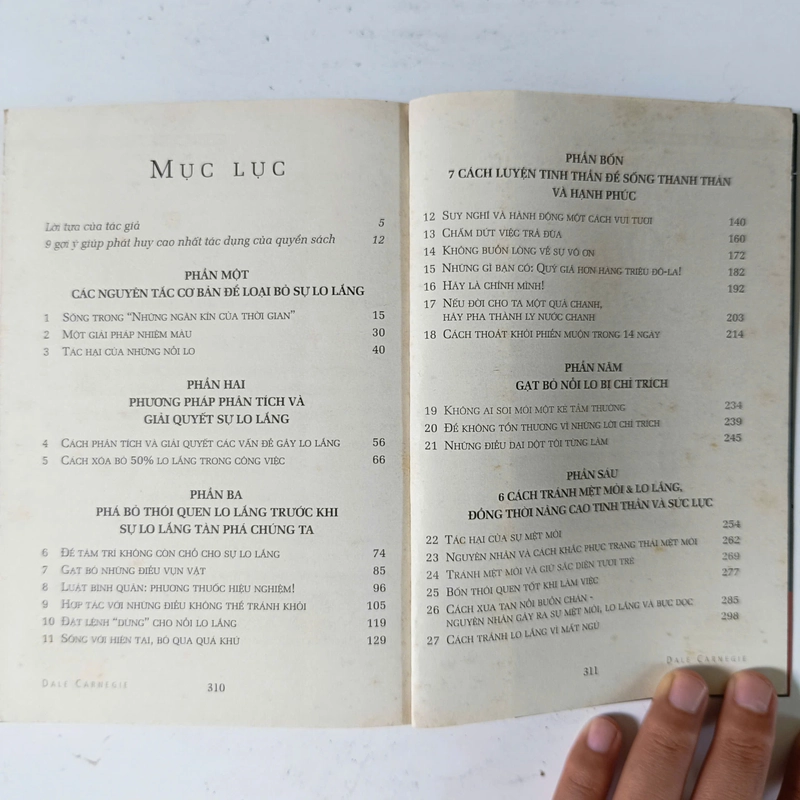 MỤC LỤC
Lời tựa của tác giả 5
9 gợi ý giúp phát huy cao nhất tác dụng của quyển sách 12
PHẦN MỘT
CÁC NGUYÊN TẮC CƠ BẢN ĐỂ LOẠI BỎ SỰ LO LẮNG
1 SỐNG TRONG “NHỮNG NGĂN KÍN CỦA THỜI GIAN” 15
2 MỘT GIẢI PHÁP NHIỆM MÀU 30
3 TÁC HẠI CỦA NHỮNG NỖI LO 40
PHẦN HAI
PHƯƠNG PHÁP PHÂN TÍCH VÀ
GIẢI QUYẾT SỰ LO LẮNG
4 CÁCH PHÂN TÍCH VÀ GIẢI QUYẾT CÁC VẤN ĐỀ GÂY LO LẮNG 56
5 CÁCH XÓA BỎ 50% LO LẮNG TRONG CÔNG VIỆC 66
PHẦN BA
PHÁ BỎ THÓI QUEN LO LẮNG TRƯỚC KHI
SỰ LO LẮNG TÀN PHÁ CHÚNG TA
6 ĐỂ TÂM TRÍ KHÔNG CÒN CHỖ CHO SỰ LO LẮNG 74
7 GẠT BỎ NHỮNG ĐIỀU VỤN VẶT 85
8 LUẬT BÌNH QUÂN: PHƯƠNG THUỐC HIỆU NGHIỆM! 96
9 HỢP TÁC VỚI NHỮNG ĐIỀU KHÔNG THỂ TRÁNH KHỎI 105
10 ĐẶT LỆNH “DỪNG” CHO NỖI LO LẮNG 119
11 SỐNG VỚI HIỆN TẠI, BỎ QUA QUÁ KHỨ 129
DALE CARNEGIE 310
PHẦN BỐN
7 CÁCH LUYỆN TINH THẦN ĐỂ SỐNG THANH THẢN
VÀ HẠNH PHÚC
12 SUY NGHĨ VÀ HÀNH ĐỘNG MỘT CÁCH VUI TƯƠI 140
13 CHẤM DỨT VIỆC TRẢ ĐŨA 160
14 KHÔNG BUỒN LÒNG VỀ SỰ VÔ ƠN 172
15 NHỮNG GÌ BẠN CÓ: QUÝ GIÁ HƠN HÀNG TRIỆU ĐÔ-LA! 182
16 HÃY LÀ CHÍNH MÌNH! 192
17 NẾU ĐỜI CHO TA MỘT QUẢ CHANH,
HÃY PHA THÀNH LY NƯỚC CHANH 203
18 CÁCH THOÁT KHỎI PHIỀN MUỘN TRONG 14 NGÀY 214
PHẦN NĂM
GẠT BỎ NỖI LO BỊ CHỈ TRÍCH
19 KHÔNG AI SOI MÓI MỘT KẺ TẦM THƯỜNG 234
20 ĐỂ KHÔNG TỔN THƯƠNG VÌ NHỮNG LỜI CHỈ TRÍCH 239
21 NHỮNG ĐIỀU DẠI DỘT TÔI TỪNG LÀM 245
PHẦN SÁU
6 CÁCH TRÁNH MỆT MỎI & LO LẮNG,
ĐỒNG THỜI NÂNG CAO TINH THẦN VÀ SỨC LỰC
22 TÁC HẠI CỦA SỰ MỆT MỎI 254
23 NGUYÊN NHÂN VÀ CÁCH KHẮC PHỤC TRẠNG THÁI MỆT MỎI 262
24 TRÁNH MỆT MỎI VÀ GIỮ SẮC DIỆN TƯƠI TRẺ 269
25 BỐN THÓI QUEN TỐT KHI LÀM VIỆC 277
26 CÁCH XUA TAN NỖI BUỒN CHÁN -
NGUYÊN NHÂN GÂY RA SỰ MỆT MỎI, LO LẮNG VÀ BỰC DỌC 285
27 CÁCH TRÁNH LO LẮNG VÌ MẤT NGỦ 298
311 DALE CARNEGIE